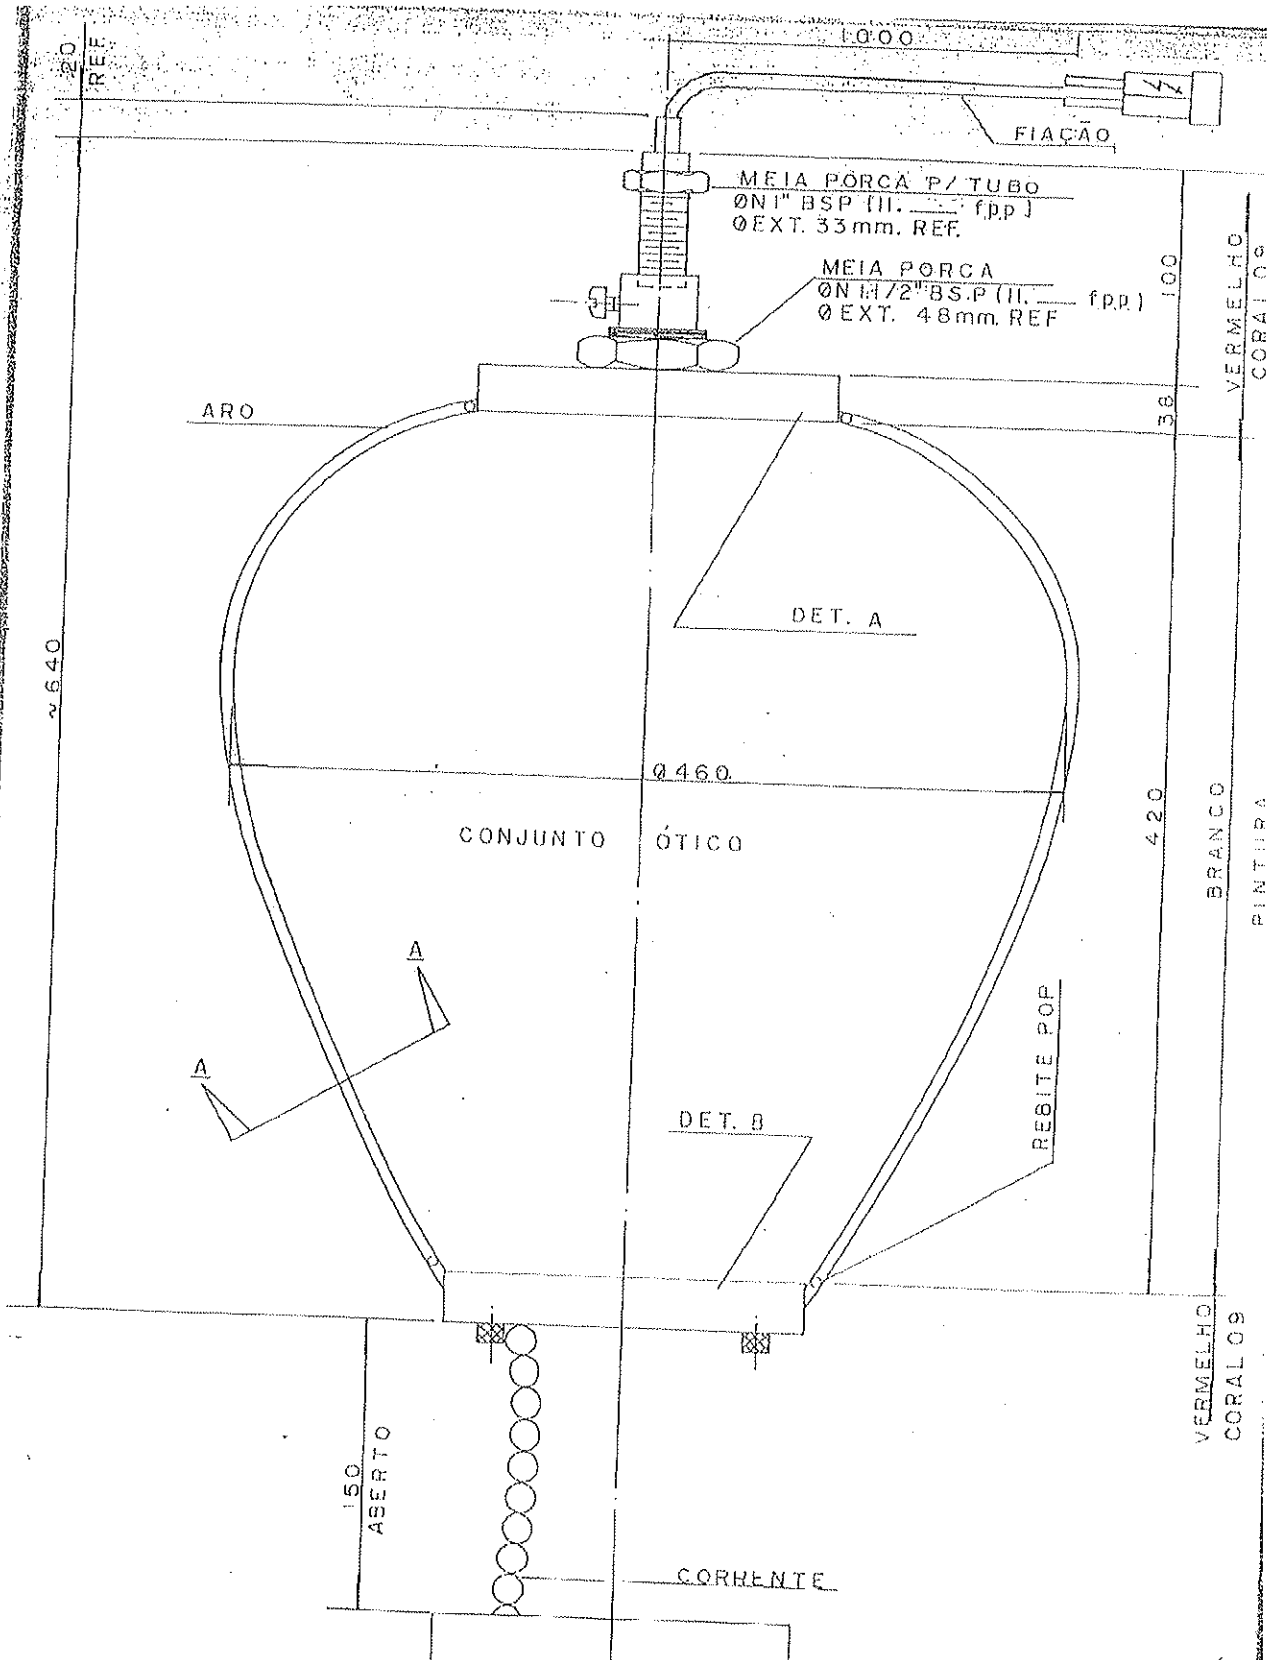 1000
20
REF.
FIAÇÃO
MEIA PORCA P/ TUBO
ØN1" BSP (11. f.p.p.)
ØEXT. 33mm. REF.
MEIA PORCA
ØN 1.1/2" B.S.P (11. f.p.p.)
ØEXT. 48mm. REF
100
VERMELHO
CORAL 09
ARO
38
DET. A
~640
Ø460.
CONJUNTO ÓTICO
420
BRANCO
PINTURA
A
A
REBITE POP
DET. B
VERMELHO
CORAL 09
150
ABERTO
CORRENTE